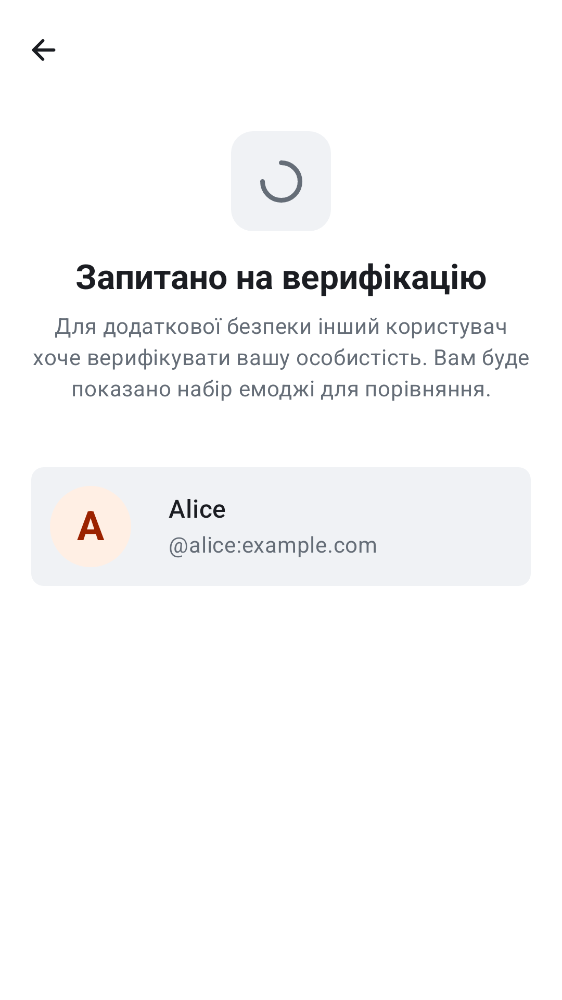 Запитано на верифікацію
Для додаткової безпеки інший користувач
хоче верифікувати вашу особистість. Вам буде
показано набір емоджі для порівняння.
A
Alice
@alice:example.com